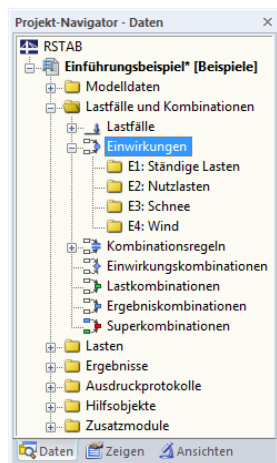 Projekt-Navigator - Daten
RSTAB
Einführungsbeispiel* [Beispiele]
Modelldaten
Lastfälle und Kombinationen
Lastfälle
Einwirkungen
E1: Ständige Lasten
E2: Nutzlasten
E3: Schnee
E4: Wind
Kombinationsregeln
Einwirkungskombinationen
Lastkombinationen
Ergebniskombinationen
Superkombinationen
Lasten
Ergebnisse
Ausdruckprotokolle
Hilfsobjekte
Zusatzmodule
Daten Zeigen Ansichten